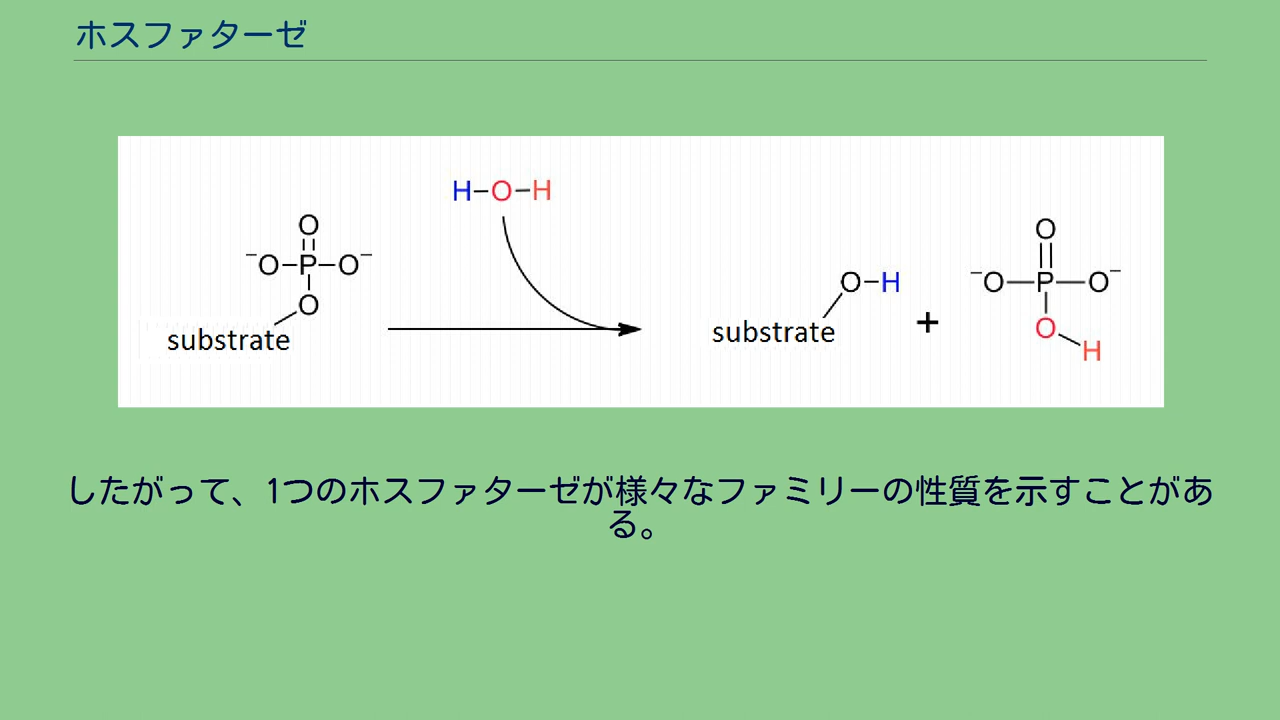 ホスファターゼ
H–O–H
O
⁻O–P–O⁻
O
substrate
O–H
substrate
+
O
⁻O–P–O⁻
O
H
したがって、1つのホスファターゼが様々なファミリーの性質を示すことがあ
る。